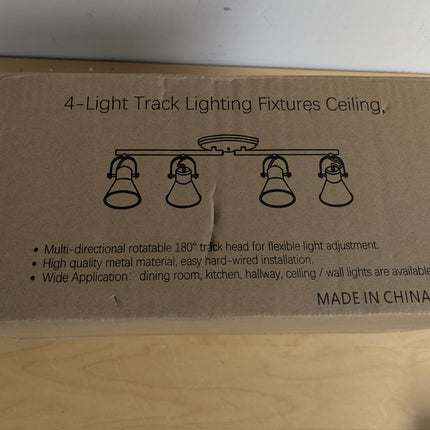 4-Light Track Lighting Fixtures Ceiling,
• Multi-directional rotatable 180° track head for flexible light adjustment.
• High quality metal material, easy hard-wired installation.
• Wide Application: dining room, kitchen, hallway, ceiling / wall lights are available
MADE IN CHINA